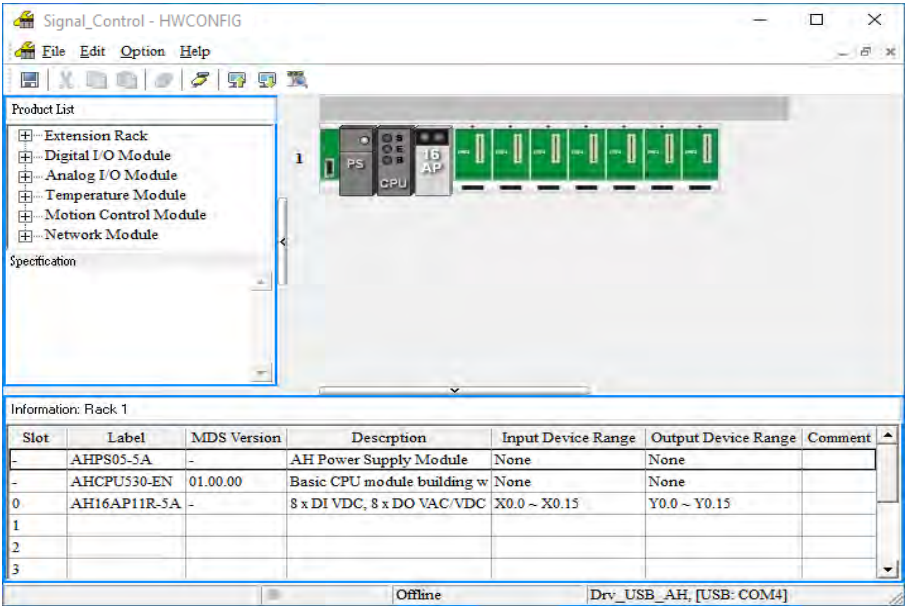 Signal_Control - HWCONFIG
File Edit Option Help
Product List
Extension Rack
Digital I/O Module
Analog I/O Module
Temperature Module
Motion Control Module
Network Module
Specification
1
PS
CPU
16
AP
Information: Rack 1
Slot Label MDS Version Descrption Input Device Range Output Device Range Comment
- AHPS05-5A - AH Power Supply Module None None
- AHCPU530-EN 01.00.00 Basic CPU module building w None None
0 AH16AP11R-5A - 8 x DI VDC, 8 x DO VAC/VDC X0.0 ~ X0.15 Y0.0 ~ Y0.15
1
2
3
Offline Drv_USB_AH, [USB: COM4]